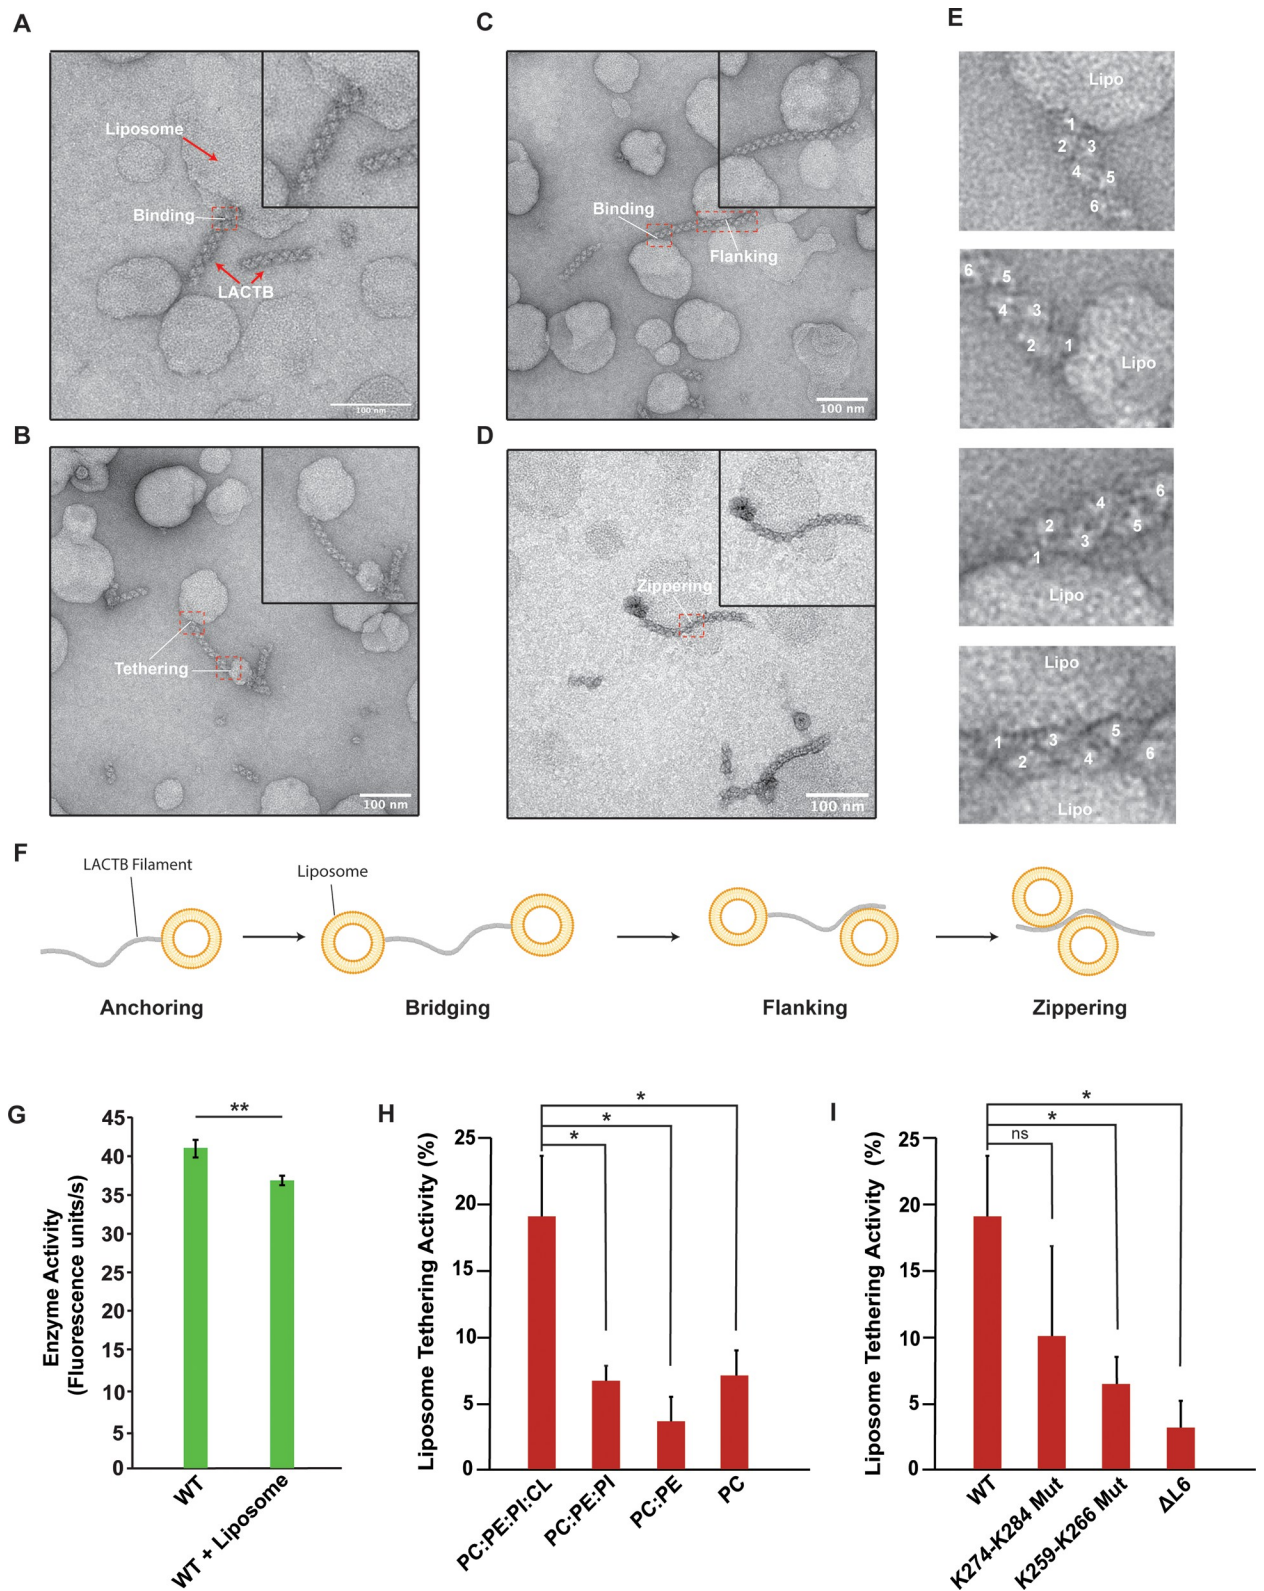 A
Liposome
Binding
LACTB
100 nm
B
Tethering
100 nm
C
Binding
Flanking
100 nm
D
Zippering
100 nm
E
Lipo
1
2 3
4 5
6
6 5
4 3
2 1
Lipo
6
4
2 5
3
1
Lipo
Lipo
5
1 3
2 4 6
Lipo
F
LACTB Filament
Liposome
Anchoring
Bridging
Flanking
Zippering
G
Enzyme Activity
(Fluorescence units/s)
45
40
35
30
25
20
15
10
5
0
**
WT
WT + Liposome
H
Liposome Tethering Activity (%)
25
20
15
10
5
0
*
*
*
PC:PE:PI:CL
PC:PE:PI
PC:PE
PC
I
Liposome Tethering Activity (%)
25
20
15
10
5
0
*
*
ns
WT
K274-K284 Mut
K259-K266 Mut
ΔL6